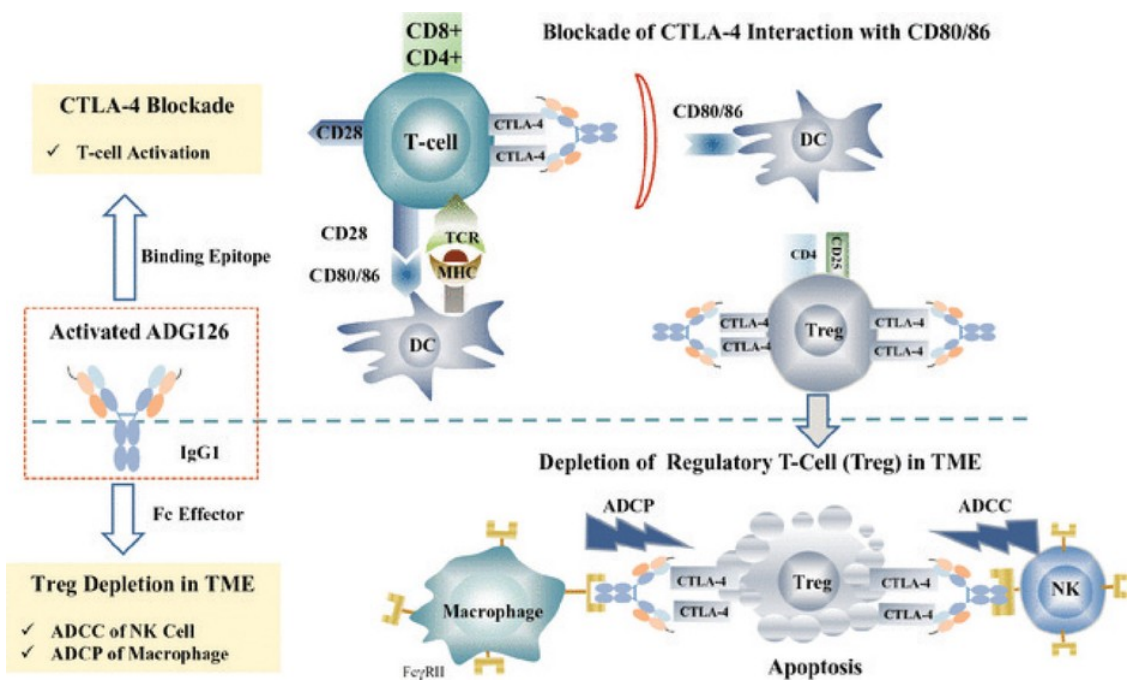 CD8+
CD4+
Blockade of CTLA-4 Interaction with CD80/86
CTLA-4 Blockade
✓ T-cell Activation
CD28
T-cell
CTLA-4
CTLA-4
CD80/86
DC
Binding Epitope
CD28
TCR
CD80/86
MHC
DC
CD4
CD25
CTLA-4
CTLA-4
Treg
CTLA-4
CTLA-4
Activated ADG126
IgG1
Fc Effector
Depletion of Regulatory T-Cell (Treg) in TME
ADCP
ADCC
Treg Depletion in TME
✓ ADCC of NK Cell
✓ ADCP of Macrophage
Macrophage
FcγRII
CTLA-4
CTLA-4
Treg
CTLA-4
CTLA-4
NK
Apoptosis